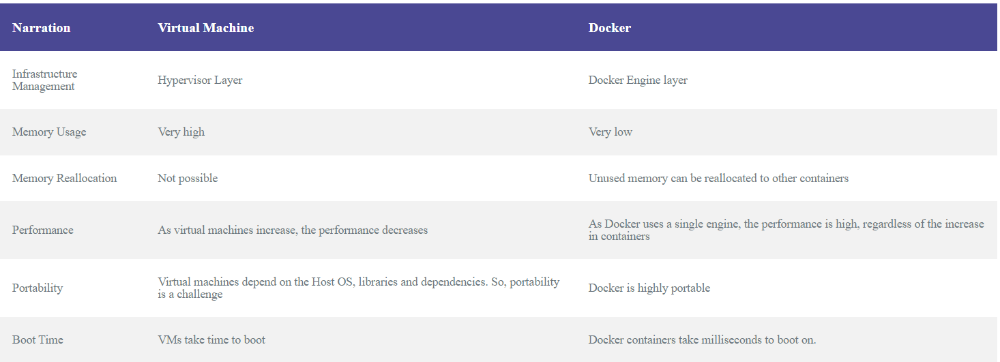 Narration Virtual Machine Docker
Infrastructure
Management
Hypervisor Layer
Docker Engine layer
Memory Usage Very high Very low
Memory Reallocation Not possible Unused memory can be reallocated to other containers
Performance
As virtual machines increase, the performance decreases
As Docker uses a single engine, the performance is high, regardless of the increase
in containers
Portability
Virtual machines depend on the Host OS, libraries and dependencies. So, portability
is a challenge
Docker is highly portable
Boot Time VMs take time to boot Docker containers take milliseconds to boot on.